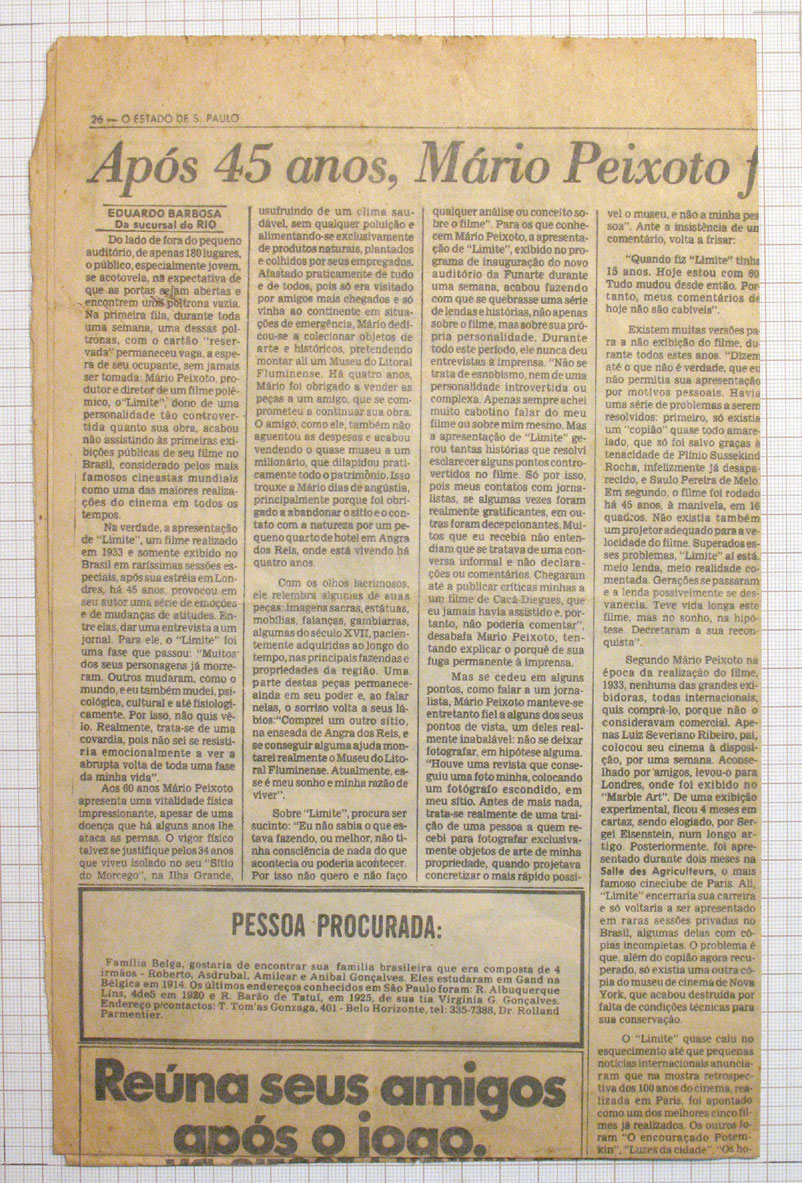 26 — O ESTADO DE S. PAULO
Após 45 anos, Mário Peixoto f
EDUARDO BARBOSA
Da sucursal do RIO
Do lado de fora do pequeno
auditório, de apenas 180 lugares,
o público, especialmente jovem,
se acotovela, na expectativa de
que as portas sejam abertas e
encontrem uma poltrona vazia.
Na primeira fila, durante toda
uma semana, uma dessas pol-
tronas, com o cartão "reser-
vada" permaneceu vaga, a espe-
ra de seu ocupante, sem jamais
ser tomada: Mário Peixoto, pro-
dutor e diretor de um filme polê-
mico, o "Limite", dono de uma
personalidade tão controver-
tida quanto sua obra, acabou
não assistindo às primeiras exi-
bições públicas de seu filme no
Brasil, considerado pelos mais
famosos cineastas mundiais
como uma das maiores realiza-
ções do cinema em todos os
tempos.
Na verdade, a apresentação
de "Limite", um filme realizado
em 1933 e somente exibido no
Brasil em raríssimas sessões es-
peciais, após sua estréia em Lon-
dres, há 45 anos, provocou em
seu autor uma série de emoções
e de mudanças de atitudes. En-
tre elas, dar uma entrevista a um
jornal. Para ele, o "Limite" foi
uma fase que passou: "Muitos
dos seus personagens já morre-
ram. Outros mudaram, como o
mundo, e eu também mudei, psi-
cológica, cultural e até fisiologi-
camente. Por isso, não quis vê-
lo. Realmente, trata-se de uma
covardia, pois não sei se resisti-
ria emocionalmente a ver a
abrupta volta de toda uma fase
da minha vida".
Aos 60 anos Mário Peixoto
apresenta uma vitalidade física
impressionante, apesar de uma
doença que há alguns anos lhe
ataca as pernas. O vigor físico
talvez se justifique pelos 34 anos
que viveu isolado no seu "Sítio
do Morcego", na Ilha Grande,
usufruindo de um clima sau-
dável, sem qualquer poluição e
alimentando-se exclusivamente
de produtos naturais, plantados
e colhidos por seus empregados.
Afastado praticamente de tudo
e de todos, pois só era visitado
por amigos mais chegados e só
vinha ao continente em situa-
ções de emergência, Mário dedi-
cou-se a colecionar objetos de
arte e históricos, pretendendo
montar ali um Museu do Litoral
Fluminense. Há quatro anos,
Mário foi obrigado a vender as
peças a um amigo, que se com-
prometeu a continuar sua obra.
O amigo, como ele, também não
aguentou as despesas e acabou
vendendo o quase museu a um
milionário, que dilapidou prati-
camente todo o patrimônio. Isso
trouxe a Mário dias de angústia,
principalmente porque foi obri-
gado a abandonar o sítio e o con-
tato com a natureza por um pe-
queno quarto de hotel em Angra
dos Reis, onde está vivendo há
quatro anos.
Com os olhos lacrimosos,
ele relembra algumas de suas
peças: imagens sacras, estátuas,
mobílias, falanças, gambiarras,
algumas do século XVII, pacien-
temente adquiridas ao longo do
tempo, nas principais fazendas e
propriedades da região. Uma
parte destas peças permanece-
ainda em seu poder e, ao falar
nelas, o sorriso volta a seus lá-
bios: "Comprei um outro sítio,
na enseada de Angra dos Reis, e
se conseguir alguma ajuda mon-
tarei realmente o Museu do Lito-
ral Fluminense. Atualmente, es-
se é meu sonho e minha razão de
viver".
Sobre "Limite", procura ser
sucinto: "Eu não sabia o que es-
tava fazendo, ou melhor, não ti-
nha consciência de nada do que
acontecia ou poderia acontecer.
Por isso não quero e não faço
qualquer análise ou conceito so-
bre o filme". Para os que conhe-
cem Mário Peixoto, a apresenta-
ção de "Limite", exibido no pro-
grama de inauguração do novo
auditório da Funarte durante
uma semana, acabou fazendo
com que se quebrasse uma série
de lendas e histórias, não apenas
sobre o filme, mas sobre sua pró-
pria personalidade. Durante
todo este período, ele nunca deu
entrevistas à imprensa. "Não se
trata de esnobismo, nem de uma
personalidade introvertida ou
complexa. Apenas sempre achei
muito cabotino falar do meu
filme ou sobre mim mesmo. Mas
a apresentação de "Limite" ge-
rou tantas histórias que resolvi
esclarecer alguns pontos contro-
vertidos no filme. Só por isso,
pois meus contatos com jorna-
listas, se algumas vezes foram
realmente gratificantes, em ou-
tras foram decepcionantes. Mui-
tos que eu recebia não enten-
diam que se tratava de uma con-
versa informal e não declara-
ções ou comentários. Chegaram
até a publicar críticas minhas a
um filme de Cacá-Diegues, que
eu jamais havia assistido e, por-
tanto, não poderia comentar",
desabafa Mario Peixoto, ten-
tando explicar o porquê de sua
fuga permanente à imprensa.
Mas se cedeu em alguns
pontos, como falar a um jorna-
lista, Mário Peixoto manteve-se
entretanto fiel a alguns dos seus
pontos de vista, um deles real-
mente inabalável: não se deixar
fotografar, em hipótese alguma.
"Houve uma revista que conse-
guiu uma foto minha, colocando
um fotógrafo escondido, em
meu sítio. Antes de mais nada,
trata-se realmente de uma trai-
ção de uma pessoa a quem re-
cebi para fotografar exclusiva-
mente objetos de arte de minha
propriedade, quando projetava
concretizar o mais rápido possí-
vel o museu, e não a minha pes
soa". Ante a insistência de um
comentário, volta a frisar:
"Quando fiz "Limite" tinha
15 anos. Hoje estou com 60
Tudo mudou desde então. Por-
tanto, meus comentários de
hoje não são cabíveis".
Existem muitas versões pa
ra a não exibição do filme, du-
rante todos estes anos. "Dizem
até o que não é verdade, que eu
não permitia sua apresentação
por motivos pessoais. Havia
uma série de problemas a serem
resolvidos: primeiro, só existia
um "copião" quase todo amare-
lado, que só foi salvo graças à
tenacidade de Plínio Sussekind
Rocha, infelizmente já desapa-
recido, e Saulo Pereira de Melo.
Em segundo, o filme foi rodado
há 45 anos, à manivela, em 16
quadros. Não existia também
um projetor adequado para a ve-
locidade do filme. Superados es-
ses problemas, "Limite" aí está,
meio lenda, meio realidade co-
mentada. Gerações se passaram
e a lenda possivelmente se des-
vanecia. Teve vida longa este
filme, mas no sonho, na hipó-
tese. Decretaram a sua recon-
quista".
Segundo Mário Peixoto na
época da realização do filme,
1933, nenhuma das grandes exi-
bidoras, todas internacionais,
quis comprá-lo, porque não o
consideravam comercial. Ape-
nas Luiz Severiano Ribeiro, pai,
colocou seu cinema à disposi-
ção, por uma semana. Aconse-
lhado por amigos, levou-o para
Londres, onde foi exibido no
"Marble Art". De uma exibição
experimental, ficou 4 meses em
cartaz, sendo elogiado, por Ser-
gei Eisenstein, num longo ar-
tigo. Posteriormente, foi apre-
sentado durante dois meses na
Salle des Agriculteurs, o mais
famoso cineclube de Paris. Ali,
"Limite" encerraria sua carreira
e só voltaria a ser apresentado
em raras sessões privadas no
Brasil, algumas delas com có-
pias incompletas. O problema é
que, além do copião agora recu-
perado, só existia uma outra có-
pia do museu de cinema de Nova
York, que acabou destruída por
falta de condições técnicas para
sua conservação.
O "Limite" quase caiu no
esquecimento até que pequenas
notícias internacionais anuncia-
ram que na mostra retrospec-
tiva dos 100 anos do cinema, rea-
lizada em Paris, foi apontado
como um dos melhores cinco fil-
mes já realizados. Os outros fo-
ram "O encouraçado Potem-
kin", "Luzes da cidade", "Os ho-
PESSOA PROCURADA:
Família Belga, gostaria de encontrar sua família brasileira que era composta de 4
irmãos - Roberto, Asdrubal, Amilcar e Anibal Gonçalves. Eles estudaram em Gand na
Bélgica em 1914. Os últimos endereços conhecidos em São Paulo foram: R. Albuquerque
Lins, 4de5 em 1920 e R. Barão de Tatuí, em 1925, de sua tia Virginia G. Gonçalves.
Endereço p/contactos: T. Tom'as Gonzaga, 401 - Belo Horizonte, tel: 335-7388, Dr. Rolland
Parmentier.
Reúna seus amigos
após o jogo.